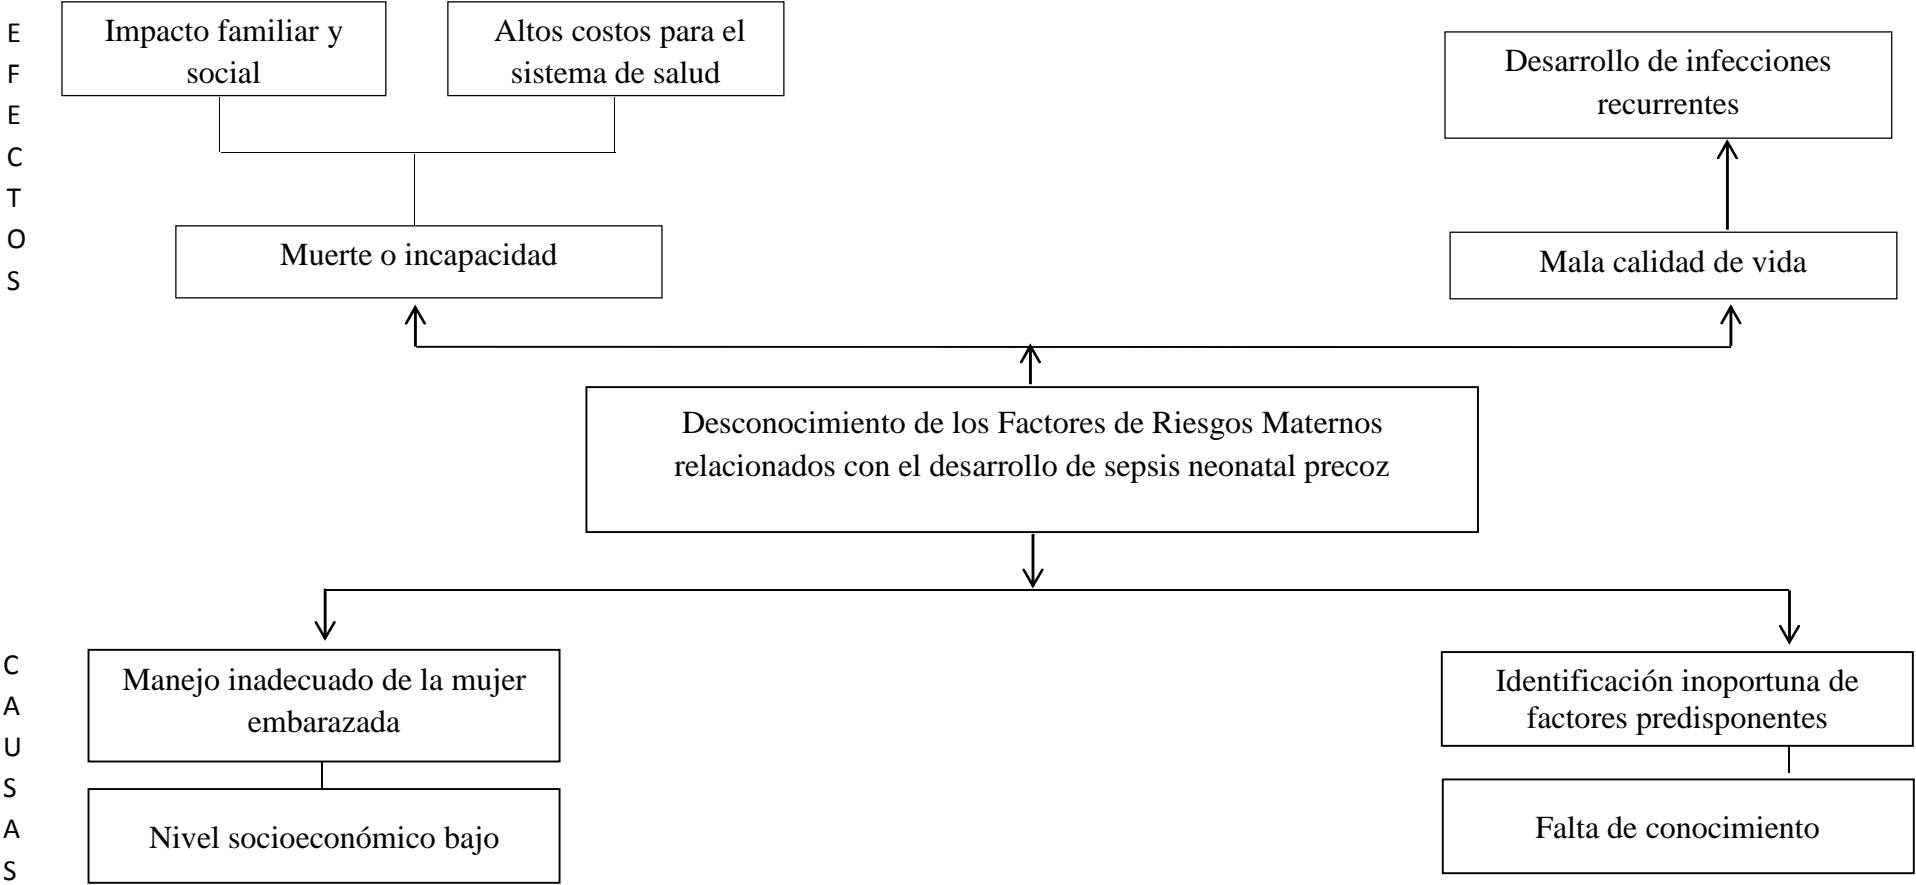 E
F
E
C
T
O
S
Impacto familiar y
social
Altos costos para el
sistema de salud
Desarrollo de infecciones
recurrentes
Muerte o incapacidad
Mala calidad de vida
Desconocimiento de los Factores de Riesgos Maternos
relacionados con el desarrollo de sepsis neonatal precoz
C
A
U
S
A
S
Manejo inadecuado de la mujer
embarazada
Identificación inoportuna de
factores predisponentes
Nivel socioeconómico bajo
Falta de conocimiento